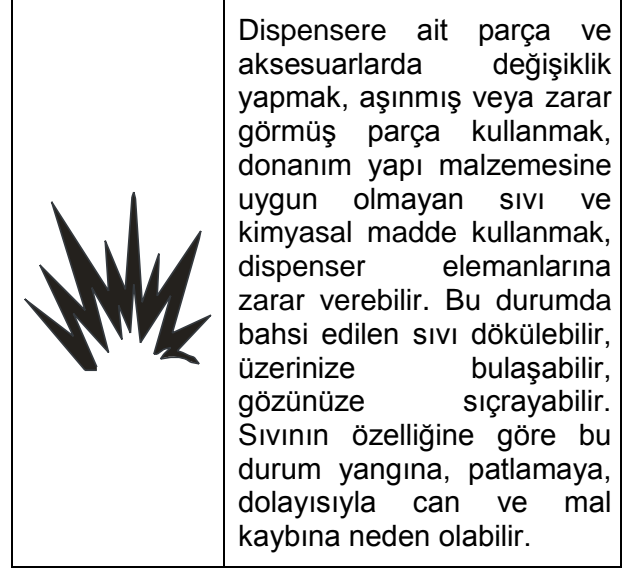 Dispensere ait parça ve
aksesuarlarda değişiklik
yapmak, aşınmış veya zarar
görmüş parça kullanmak,
donanım yapı malzemesine
uygun olmayan sıvı ve
kimyasal madde kullanmak,
dispenser elemanlarına
zarar verebilir. Bu durumda
bahsi edilen sıvı dökülebilir,
üzerinize bulaşabilir,
gözünüze sıçrayabilir.
Sıvının özelliğine göre bu
durum yangına, patlamaya,
dolayısıyla can ve mal
kaybına neden olabilir.